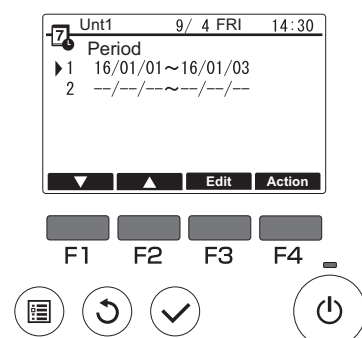 7 Unt1 9/ 4 FRI 14:30
Period
1 16/01/01~16/01/03
2 --/--/--~--/--/--
▼ ▲ Edit Action
F1 F2 F3 F4